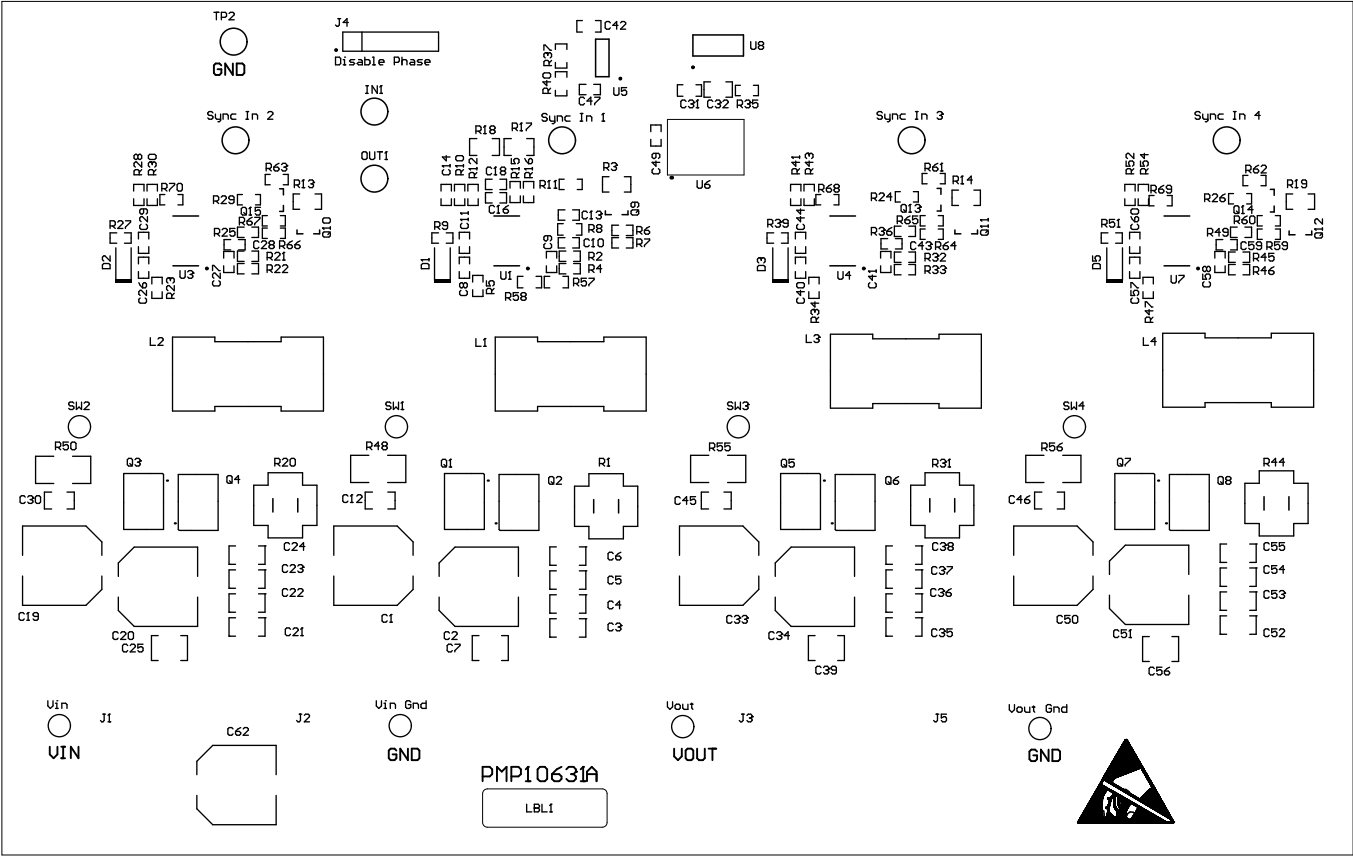 TP2
GND
J4
Disable Phase
C42
R37
R40
C47
U5
U8
C31
C32
R35
IN1
OUT1
Sync In 2
Sync In 1
Sync In 3
Sync In 4
C49
U6
R28
R30
R70
R63
R13
R29
Q15
Q10
R67
R27
C29
R25
C28
R66
D2
U3
C27
R21
R22
C26
R23
C14
R10
R12
R18
R17
C18
R15
R16
R11
R3
C16
C13
Q9
R8
R6
C10
R7
R9
C11
C9
R2
R4
D1
U1
C8
R5
R58
R57
R41
R43
R68
R61
R14
R24
Q13
Q11
R65
R39
C44
R36
C43
R64
D3
U4
C41
R32
R33
C40
R34
R52
R54
R69
R62
R19
R26
Q14
Q12
R60
R51
C60
R49
C59
R59
D5
U7
C58
R45
R46
C57
R47
L2
L1
L3
L4
SW2
SW1
SW3
SW4
R50
R48
R55
R56
Q3
Q4
R20
Q1
Q2
R1
Q5
Q6
R31
Q7
Q8
R44
C30
C12
C45
C46
C24
C23
C22
C21
C6
C5
C4
C3
C38
C37
C36
C35
C55
C54
C53
C52
C19
C20
C25
C1
C2
C7
C33
C34
C39
C50
C51
C56
Vin
VIN
J1
J2
C62
Vin Gnd
GND
Vout
VOUT
J3
J5
Vout Gnd
GND
PMP10631A
LBL1